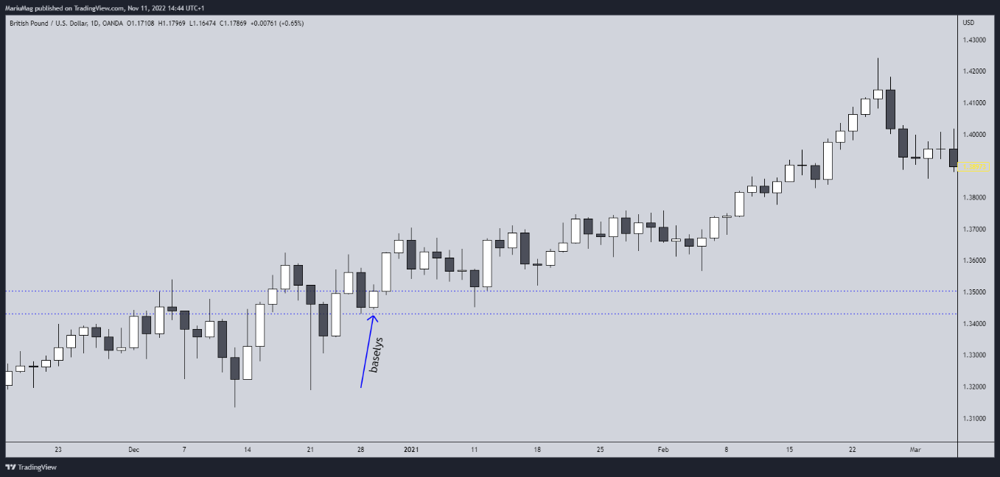 MariuMag published on TradingView.com, Nov 11, 2022 14:44 UTC+1
British Pound / U.S. Dollar, 1D, OANDA O1.17108 H1.17969 L1.16474 C1.17869 +0.00761 (+0.65%)
USD
1.43000
1.42000
1.41000
1.40000
1.38000
1.37000
1.36000
1.35000
1.34000
1.33000
1.32000
1.31000
baselys
23 Dec 7 14 21 28 2021 11 18 25 Feb 8 15 22 Mar
TradingView